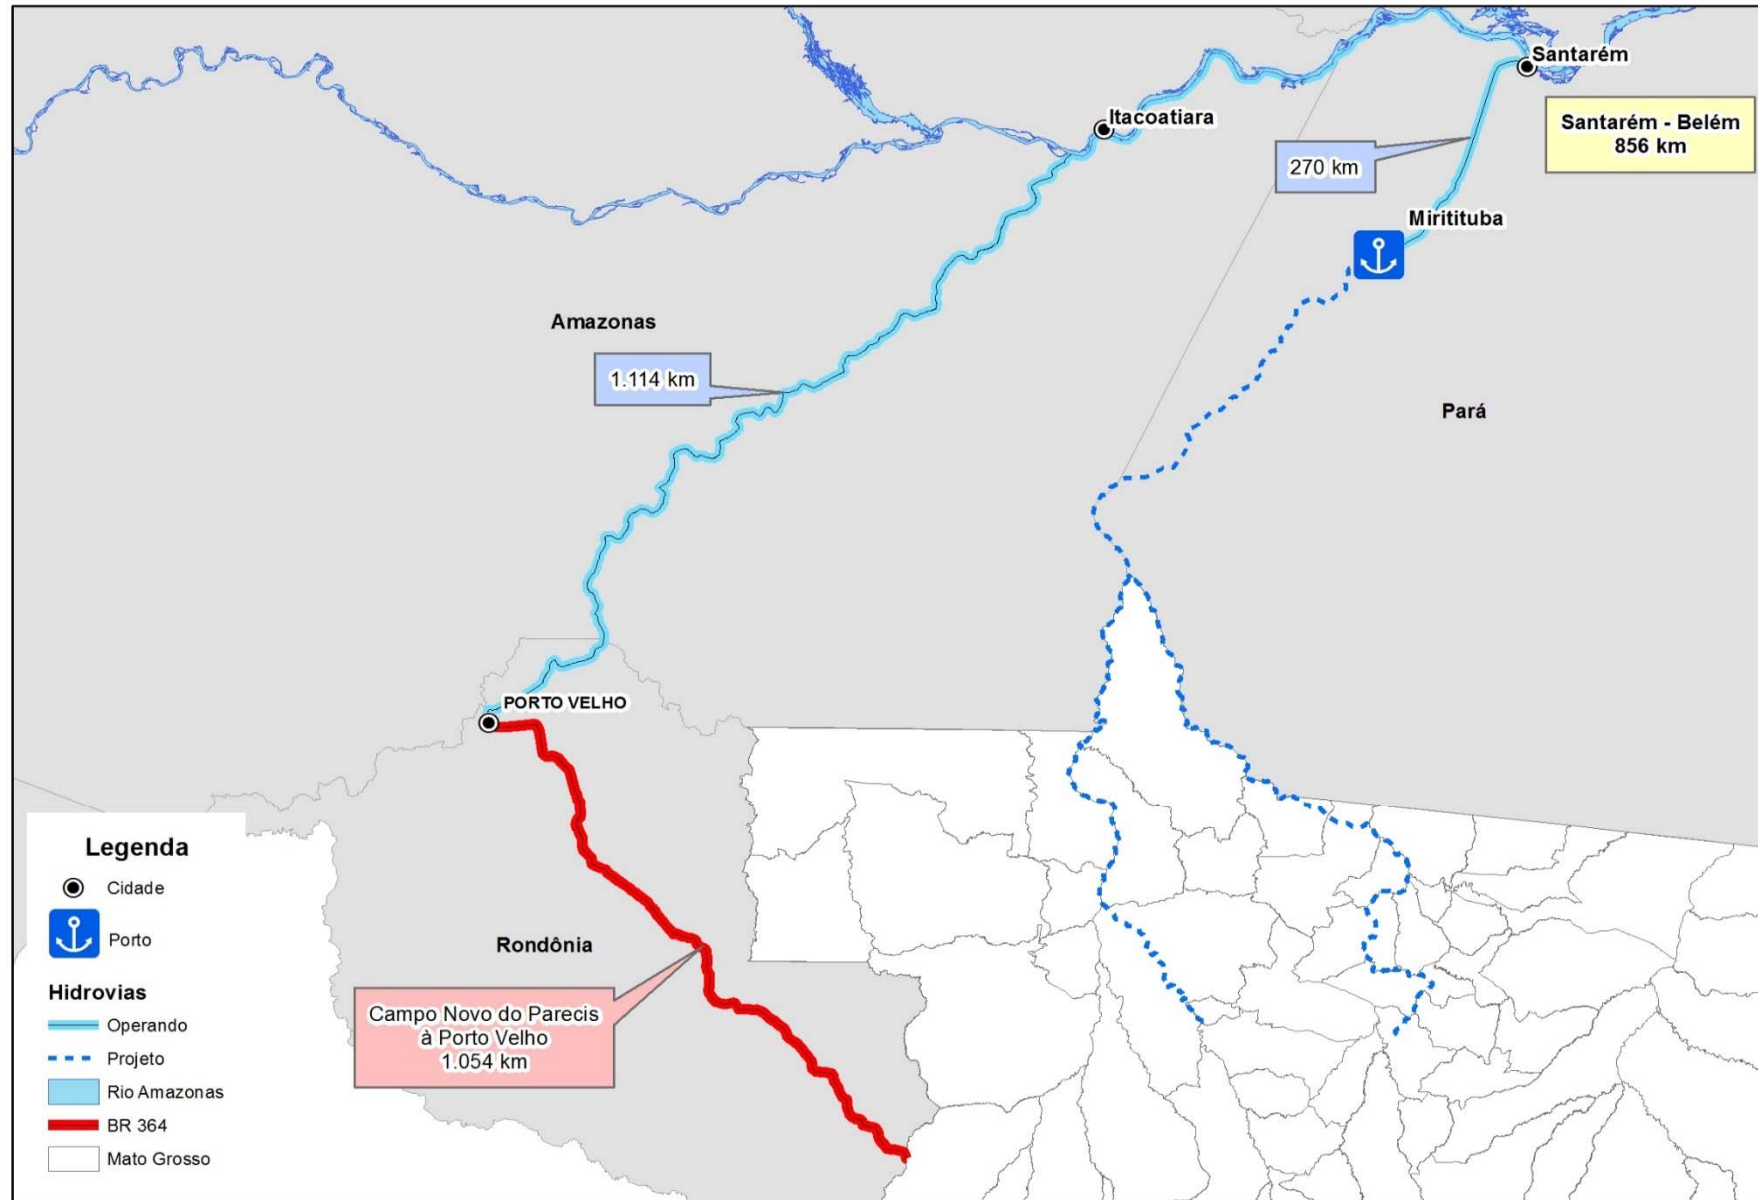 Santarém
Itacoatiara
Santarém - Belém
856 km
270 km
Miritituba
Amazonas
1.114 km
Pará
PORTO VELHO
Rondônia
Campo Novo do Parecis
à Porto Velho
1.054 km
Legenda
Cidade
Porto
Hidrovias
Operando
Projeto
Rio Amazonas
BR 364
Mato Grosso